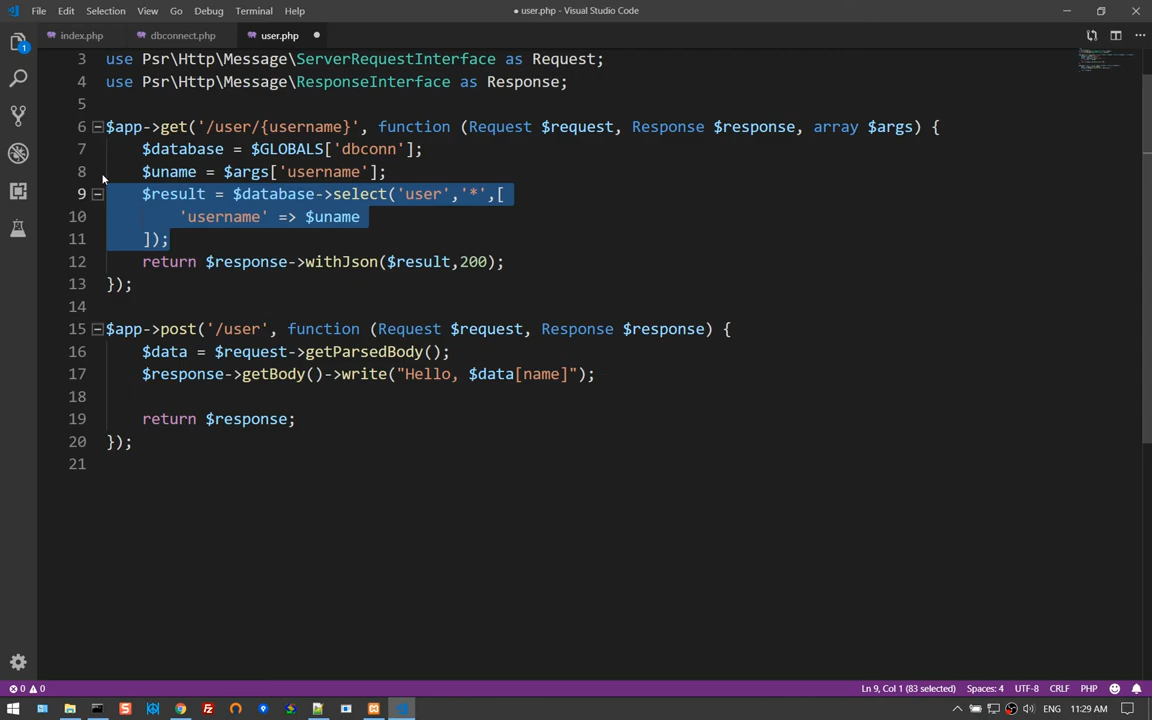 File Edit Selection View Go Debug Terminal Help
● user.php - Visual Studio Code
index.php dbconnect.php user.php ●
3 use Psr\Http\Message\ServerRequestInterface as Request;
4 use Psr\Http\Message\ResponseInterface as Response;
5
6 $app->get('/user/{username}', function (Request $request, Response $response, array $args) {
7 $database = $GLOBALS['dbconn'];
8 $uname = $args['username'];
9 $result = $database->select('user','*',[
10 'username' => $uname
11 ]);
12 return $response->withJson($result,200);
13 });
14
15 $app->post('/user', function (Request $request, Response $response) {
16 $data = $request->getParsedBody();
17 $response->getBody()->write("Hello, $data[name]");
18
19 return $response;
20 });
21
1
0 0
Ln 9, Col 1 (83 selected) Spaces: 4 UTF-8 CRLF PHP
ENG 11:29 AM